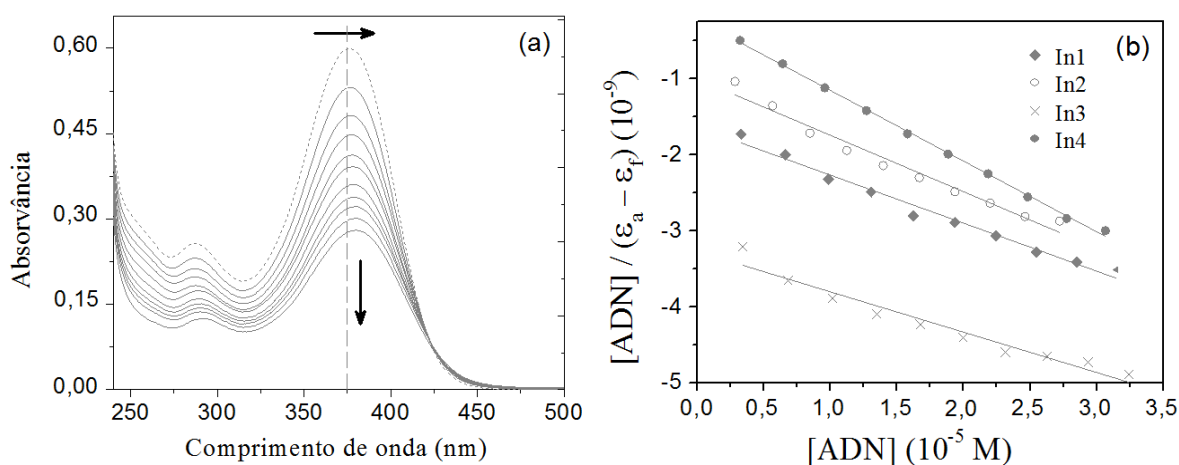 (a)
0,60
0,45
0,30
0,15
0,00
Absorvância
250 300 350 400 450 500
Comprimento de onda (nm)
(b)
In1
In2
In3
In4
-1
-2
-3
-4
-5
[ADN] / (εa – εf) (10-9)
0,0 0,5 1,0 1,5 2,0 2,5 3,0 3,5
[ADN] (10-5 M)